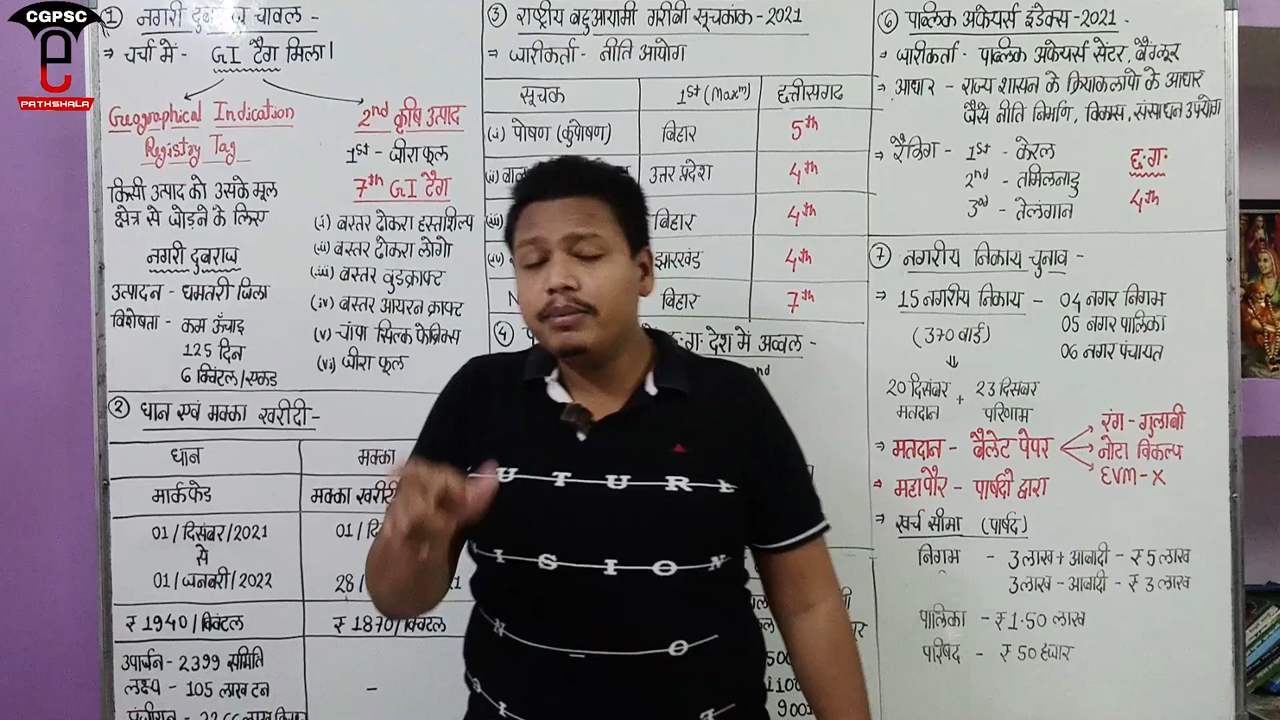 CGPSC
PATHSHALA
① नगरी दुबराज चावल -
⇒ चर्चा में - GI टैग मिला।
Geographical Indication
Registry Tag
किसी उत्पाद को उसके मूल
क्षेत्र से जोड़ने के लिए
नगरी दुबराज
उत्पादन - धमतरी जिला
विशेषता - कम ऊँचाई
125 दिन
6 क्विंटल/एकड़
2nd कृषि उत्पाद
1st - जीराफूल
7th GI टैग
(i) बस्तर ढोकरा हस्तशिल्प
(ii) बस्तर ढोकरा लोगो
(iii) बस्तर वुडक्राफ्ट
(iv) बस्तर आयरन क्राफ्ट
(v) चांपा सिल्क फेब्रिक्स
(vi) जीरा फूल
② धान एवं मक्का खरीदी -
धान मक्का
मार्कफेड मक्का खरीदी
01/दिसंबर/2021 01/दि
से
01/जनवरी/2022 28/
₹ 1940/क्विंटल ₹ 1870/क्विंटल
उपार्जन - 2399 समिति
लक्ष्य - 105 लाख टन -
③ राष्ट्रीय बहुआयामी गरीबी सूचकांक - 2021
⇒ जारीकर्ता - नीति आयोग
सूचक 1st (Maxm) छत्तीसगढ़
(i) पोषण (कुपोषण) बिहार 5th
(ii) उत्तर प्रदेश 4th
(iii) बिहार 4th
(iv) झारखंड 4th
बिहार 7th
④ छ.ग. देश में अव्वल -
⑥ पाब्लिक अफेयर्स इंडेक्स - 2021 -
⇒ जारीकर्ता - पाब्लिक अफेयर्स सेंटर, बैंगलूर
⇒ आधार - राज्य शासन के क्रियाकलापों के आधार
जैसे नीति निर्माण, विकास, संसाधन उपयोग
⇒ रैंकिंग - 1st - केरल
2nd - तमिलनाडु
3rd - तेलंगान
छ.ग.
4th
⑦ नगरीय निकाय चुनाव -
⇒ 15 नगरीय निकाय - 04 नगर निगम
(370 वार्ड) 05 नगर पालिका
06 नगर पंचायत
20 दिसंबर + 23 दिसंबर
मतदान परिणाम
⇒ मतदान - बैलेट पेपर
रंग - गुलाबी
नोटा विकल्प
EVM - X
⇒ महापौर - पार्षदों द्वारा
⇒ खर्च सीमा (पार्षद)
निगम - 3 लाख + आबादी - ₹ 5 लाख
3 लाख - आबादी - ₹ 3 लाख
पालिका - ₹ 1.50 लाख
परिषद - ₹ 50 हजार